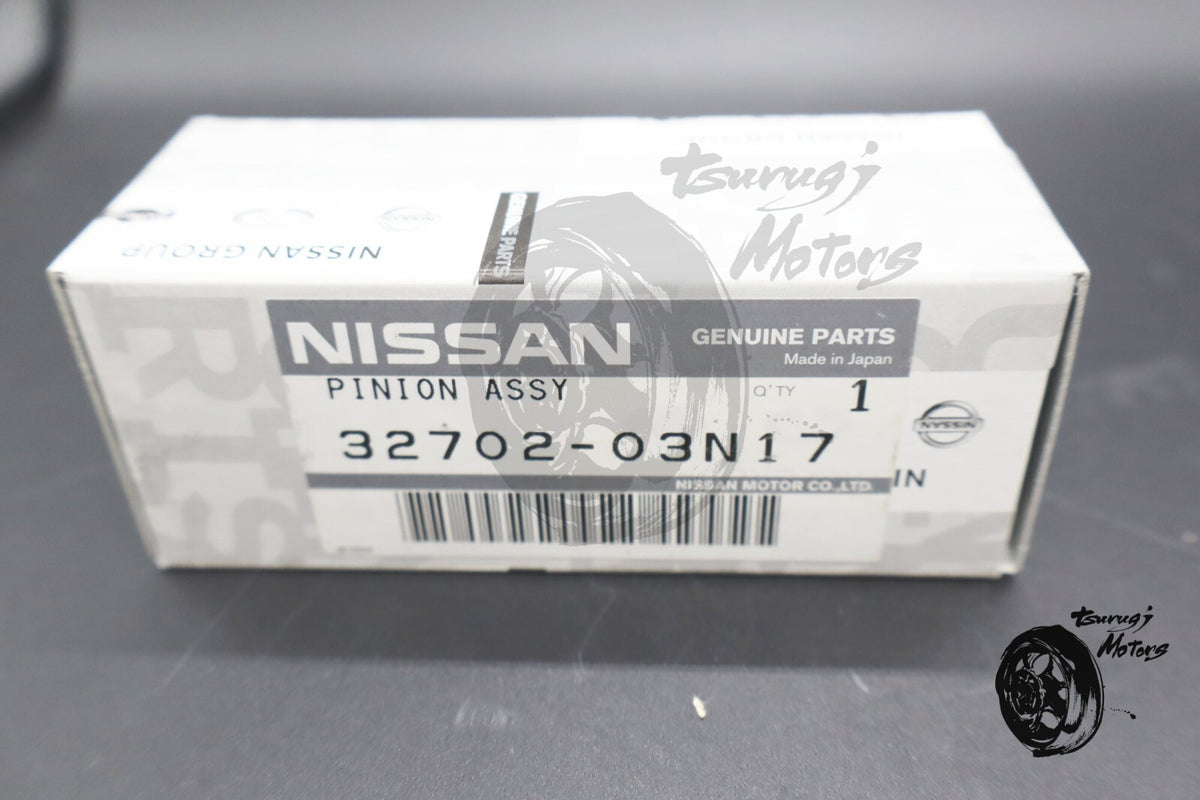 tsurugi
Motors
GENUINE PARTS
NISSAN GROUP
NISSAN
GENUINE PARTS
Made in Japan
PINION ASSY
Q'TY
1
32702-03N17
NISSAN
IN
NISSAN MOTOR CO.,LTD.
RTS
tsurugi
Motors